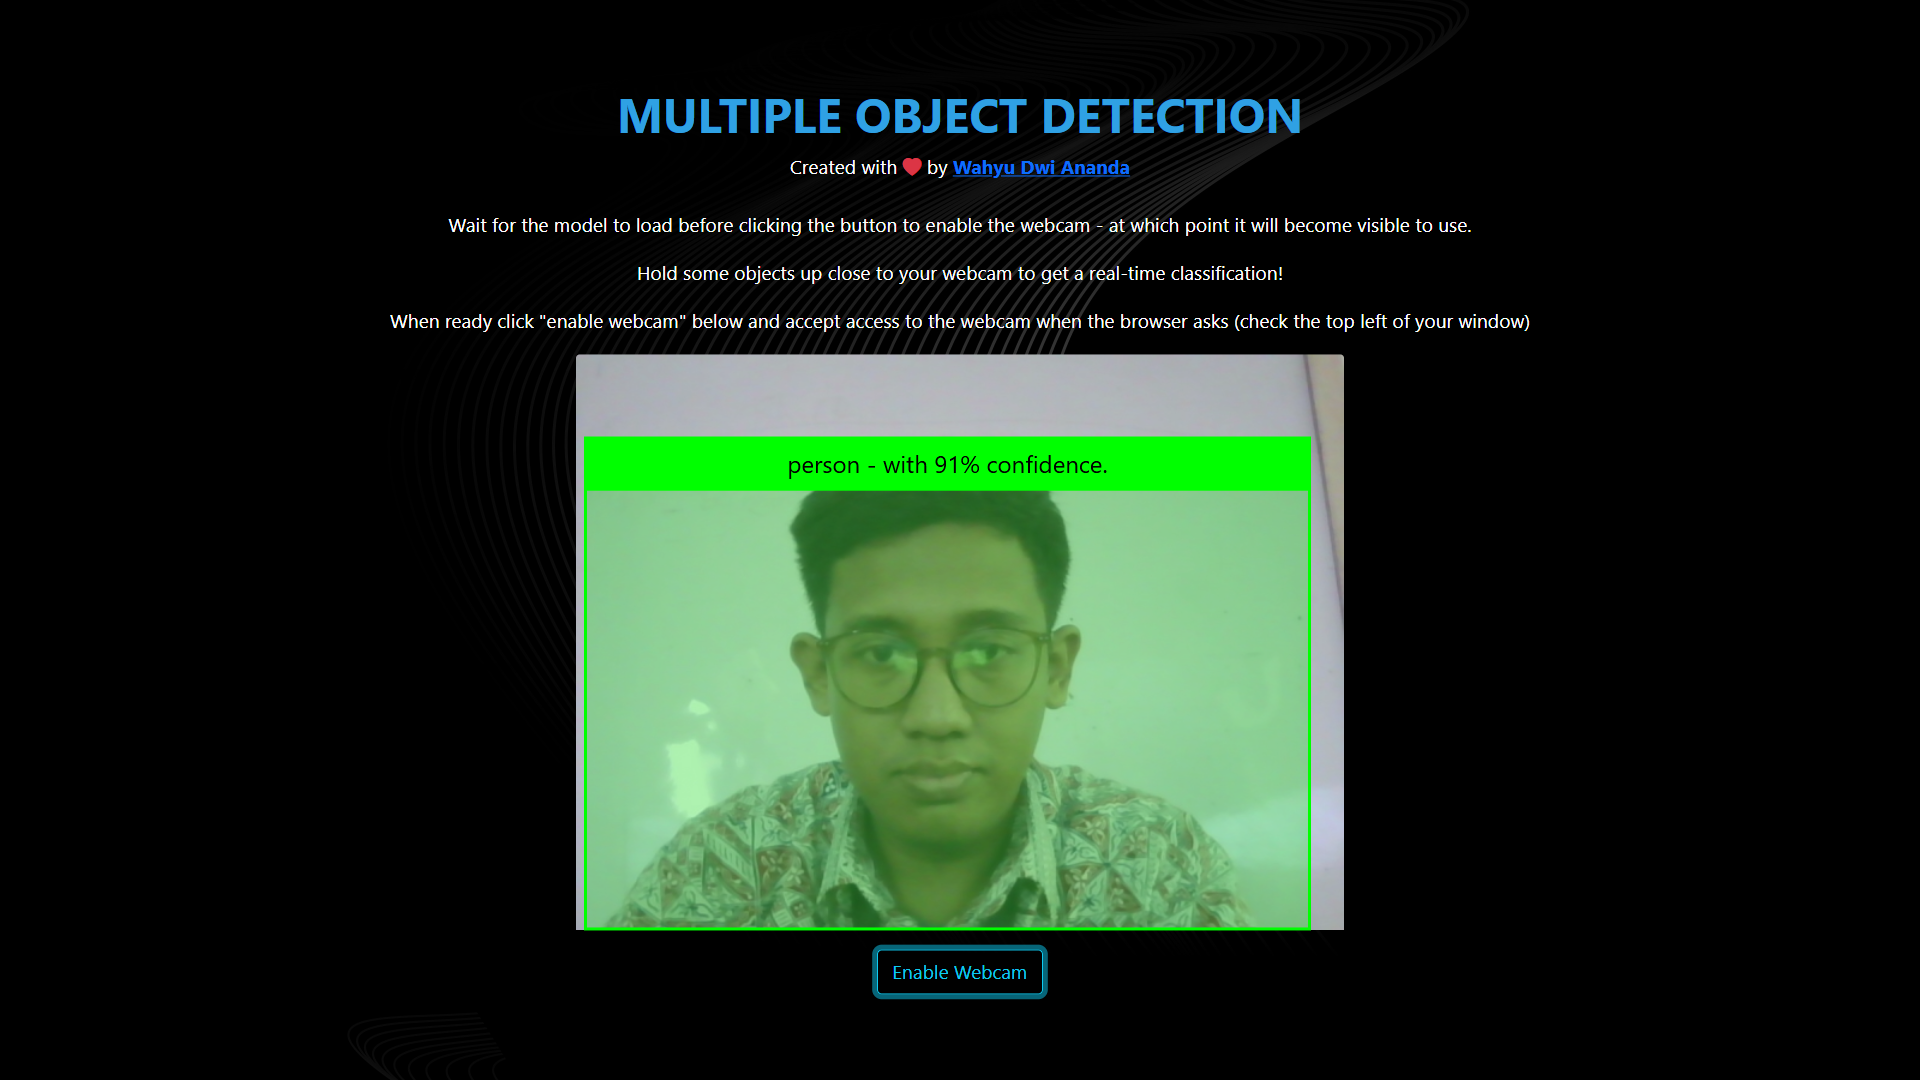 MULTIPLE OBJECT DETECTION
Created with ❤ by Wahyu Dwi Ananda
Wait for the model to load before clicking the button to enable the webcam - at which point it will become visible to use.
Hold some objects up close to your webcam to get a real-time classification!
When ready click "enable webcam" below and accept access to the webcam when the browser asks (check the top left of your window)
person - with 91% confidence.
Enable Webcam